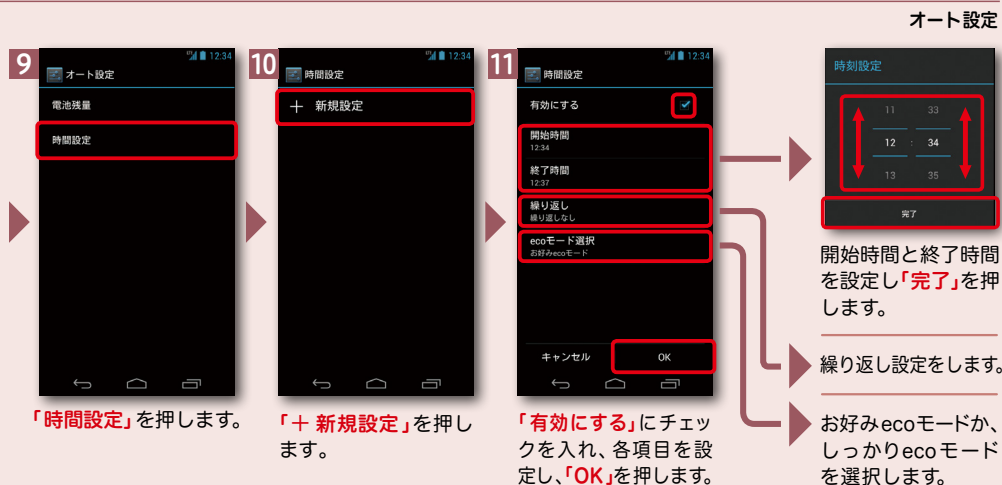 オート設定
9
12:34
オート設定
電池残量
時間設定
「時間設定」を押します。
10
12:34
時間設定
＋ 新規設定
「＋ 新規設定」を押し
ます。
11
12:34
時間設定
有効にする
開始時間
12:34
終了時間
12:37
繰り返し
繰り返しなし
ecoモード選択
お好みecoモード
キャンセル OK
「有効にする」にチェッ
クを入れ、各項目を設
定し、「OK」を押します。
時刻設定
11 33
12 : 34
13 35
完了
開始時間と終了時間
を設定し「完了」を押
します。
繰り返し設定をします。
お好みecoモードか、
しっかりecoモード
を選択します。